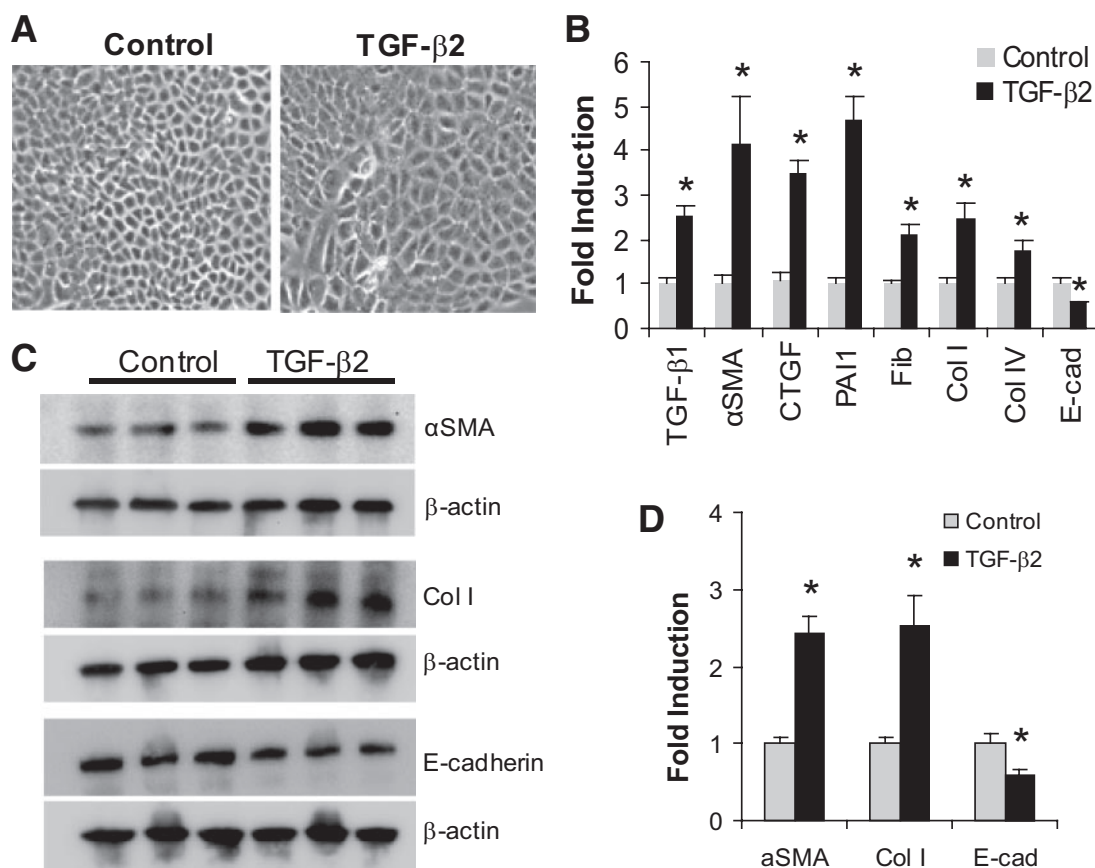 A
Control
TGF-β2
B
Control
TGF-β2
Fold Induction
6
5
4
3
2
1
0
*
*
*
*
*
*
*
*
TGF-β1
αSMA
CTGF
PAI1
Fib
Col I
Col IV
E-cad
C
Control
TGF-β2
αSMA
β-actin
Col I
β-actin
E-cadherin
β-actin
D
Control
TGF-β2
Fold Induction
4
3
2
1
0
*
*
*
aSMA
Col I
E-cad